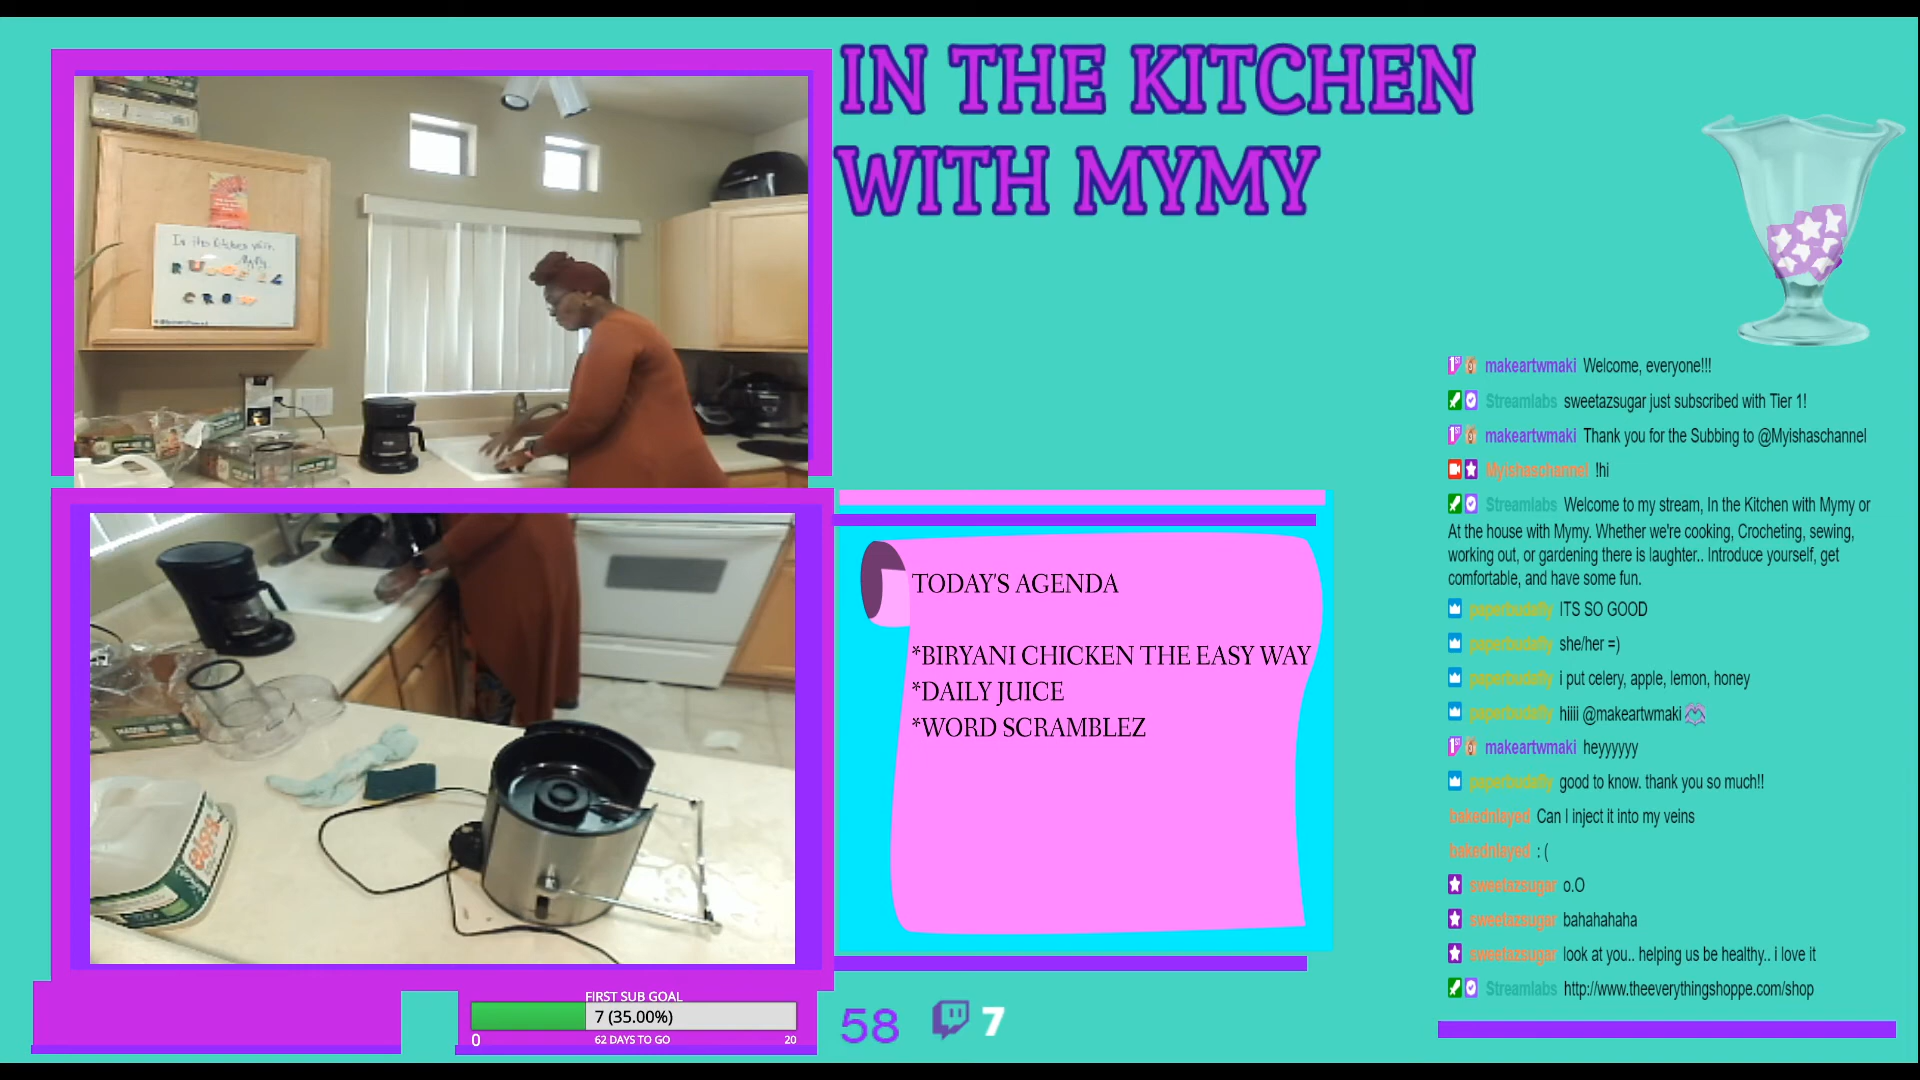 IN THE KITCHEN
WITH MYMY
In the Kitchen with
Mymy
TODAY'S AGENDA
*BIRYANI CHICKEN THE EASY WAY
*DAILY JUICE
*WORD SCRAMBLEZ
FIRST SUB GOAL
7 (35.00%)
0
62 DAYS TO GO
20
58
7
makeartwmaki Welcome, everyone!!!
Streamlabs sweetazsugar just subscribed with Tier 1!
makeartwmaki Thank you for the Subbing to @Myishaschannel
Myishaschannel !hi
Streamlabs Welcome to my stream, In the Kitchen with Mymy or
At the house with Mymy. Whether we're cooking, Crocheting, sewing,
working out, or gardening there is laughter.. Introduce yourself, get
comfortable, and have some fun.
paperbudafly ITS SO GOOD
paperbudafly she/her =)
paperbudafly i put celery, apple, lemon, honey
paperbudafly hiiii @makeartwmaki
makeartwmaki heyyyyyy
paperbudafly good to know. thank you so much!!
bakednlayed Can I inject it into my veins
bakednlayed : (
sweetazsugar o.O
sweetazsugar bahahahaha
sweetazsugar look at you.. helping us be healthy.. i love it
Streamlabs http://www.theeverythingshoppe.com/shop